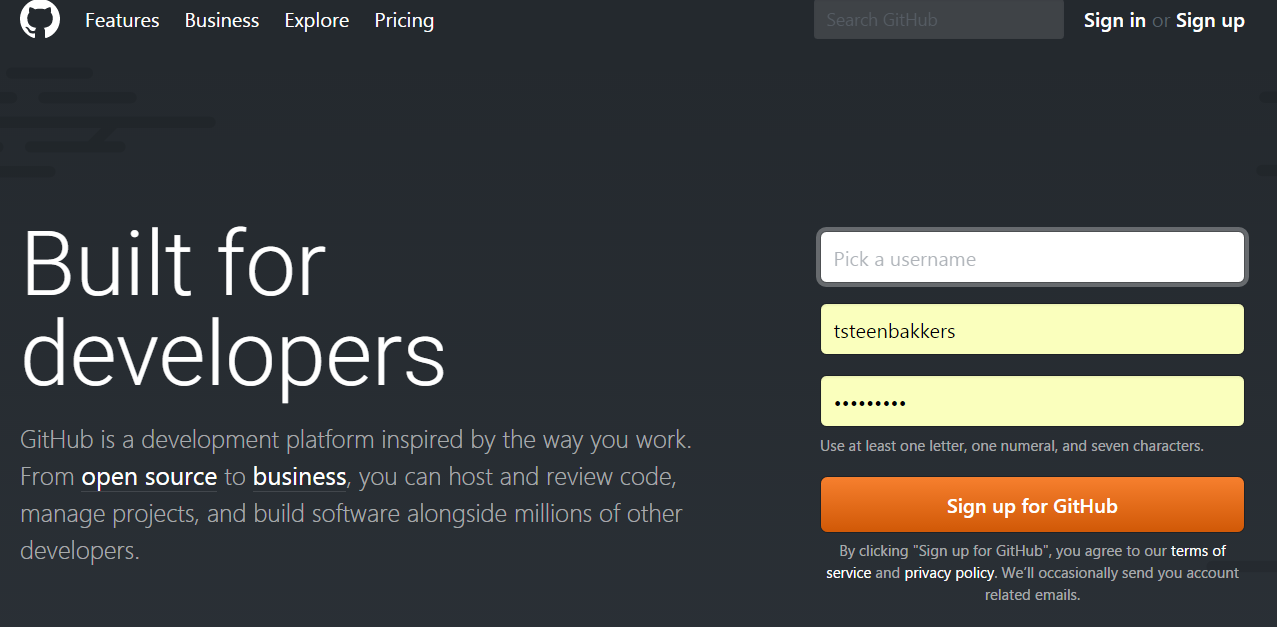 Features Business Explore Pricing Search GitHub Sign in or Sign up
Built for
developers
GitHub is a development platform inspired by the way you work.
From open source to business, you can host and review code,
manage projects, and build software alongside millions of other
developers.
Pick a username
tsteenbakkers
•••••••••
Use at least one letter, one numeral, and seven characters.
Sign up for GitHub
By clicking "Sign up for GitHub", you agree to our terms of
service and privacy policy. We’ll occasionally send you account
related emails.